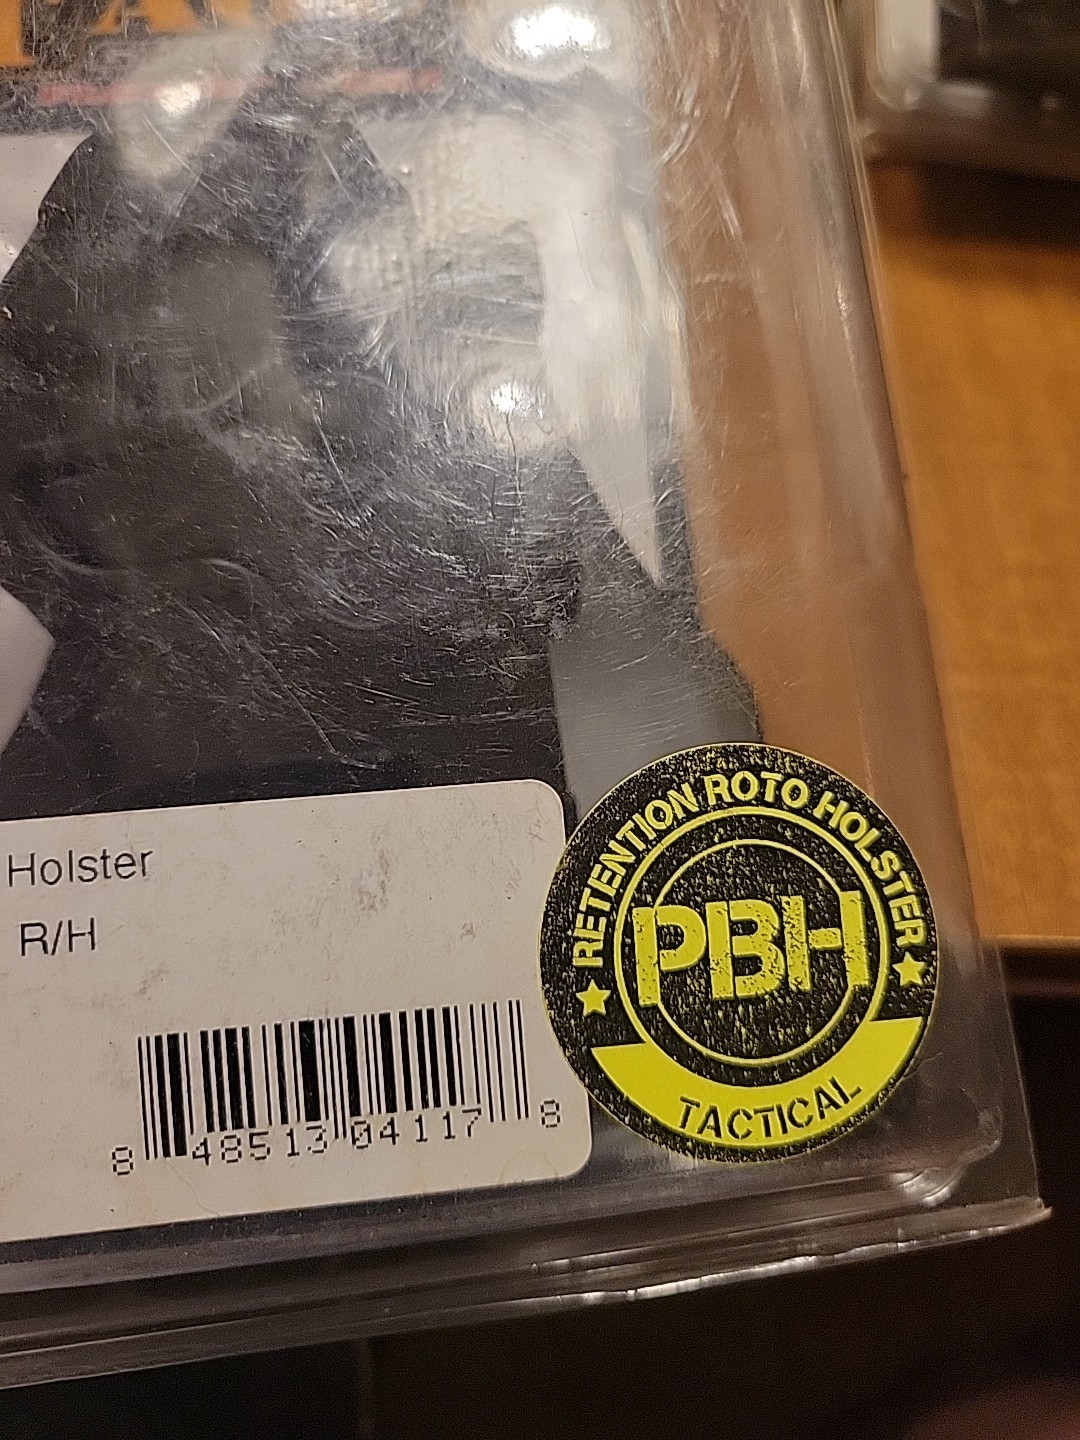 Holster
R/H
8 48513 04117 8
RETENTION ROTO HOLSTER
PBH
TACTICAL